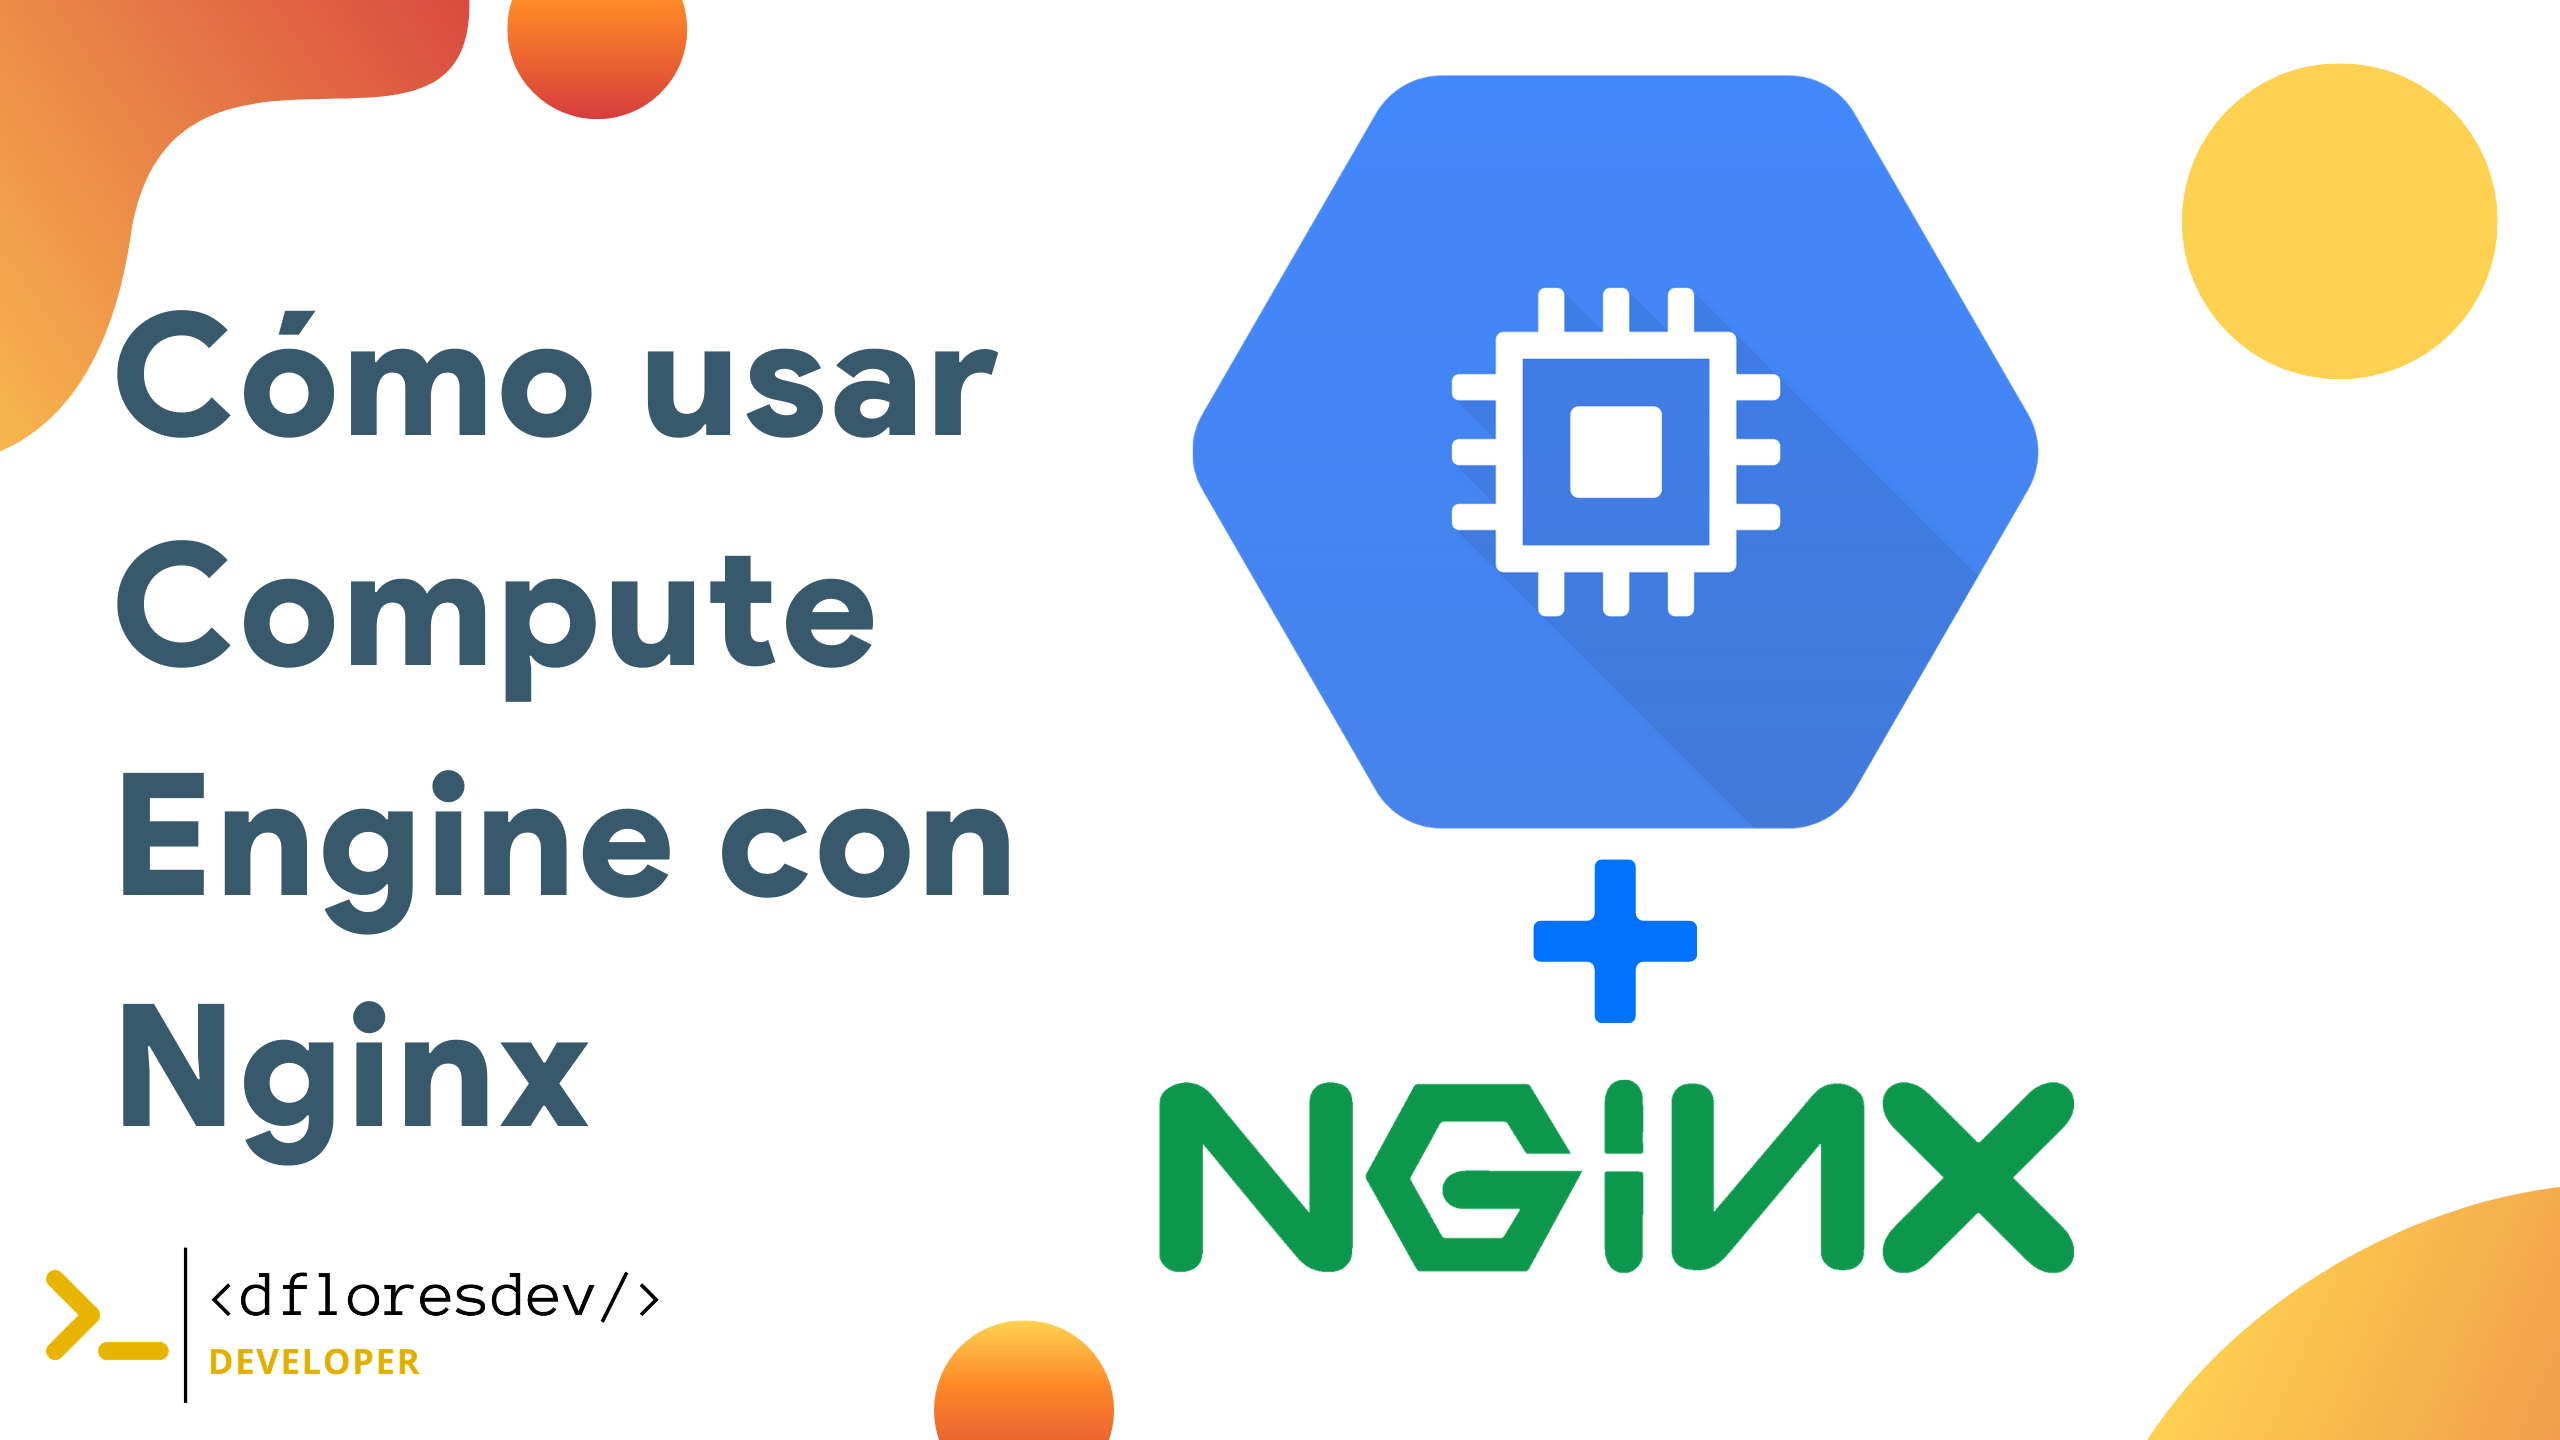 Cómo usar
Compute
Engine con
Nginx
NGiNX
<dfloresdev/>
DEVELOPER